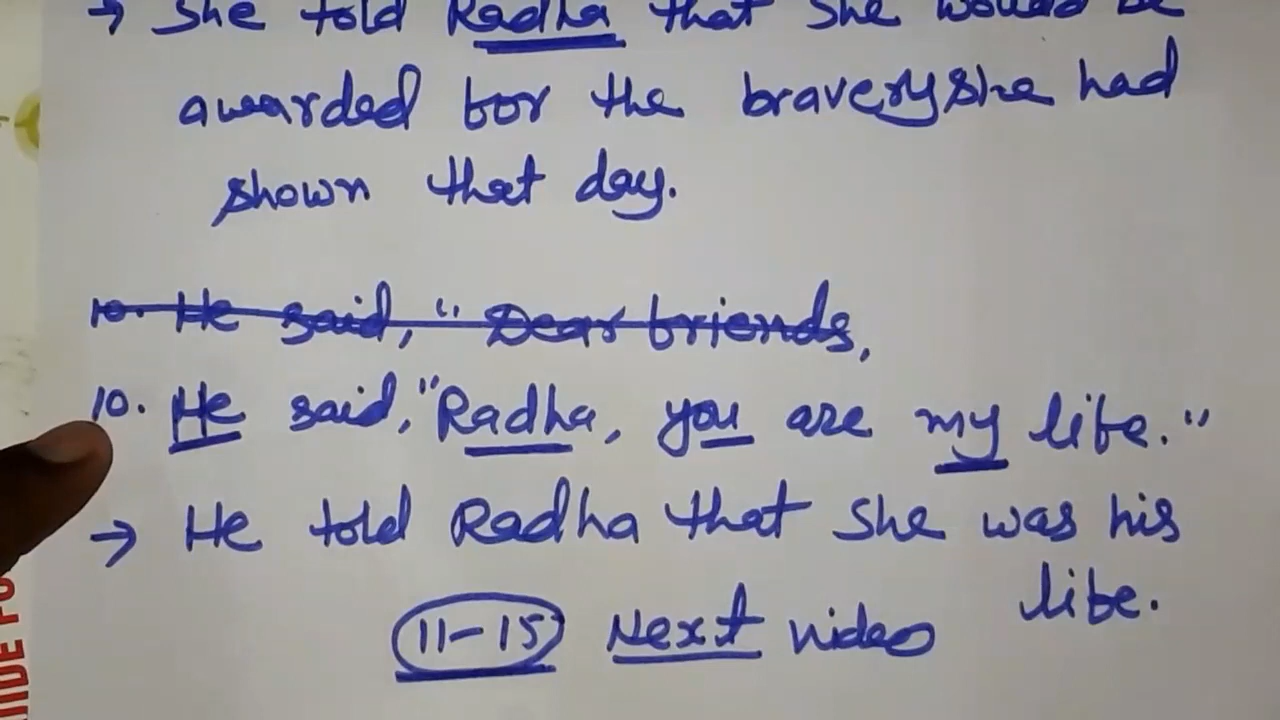 → She told Radha that she would be
awarded for the bravery she had
shown that day.
10. He said, "Dear friends,
10. He said, "Radha, you are my life."
→ He told Radha that she was his
life.
11-15 Next video